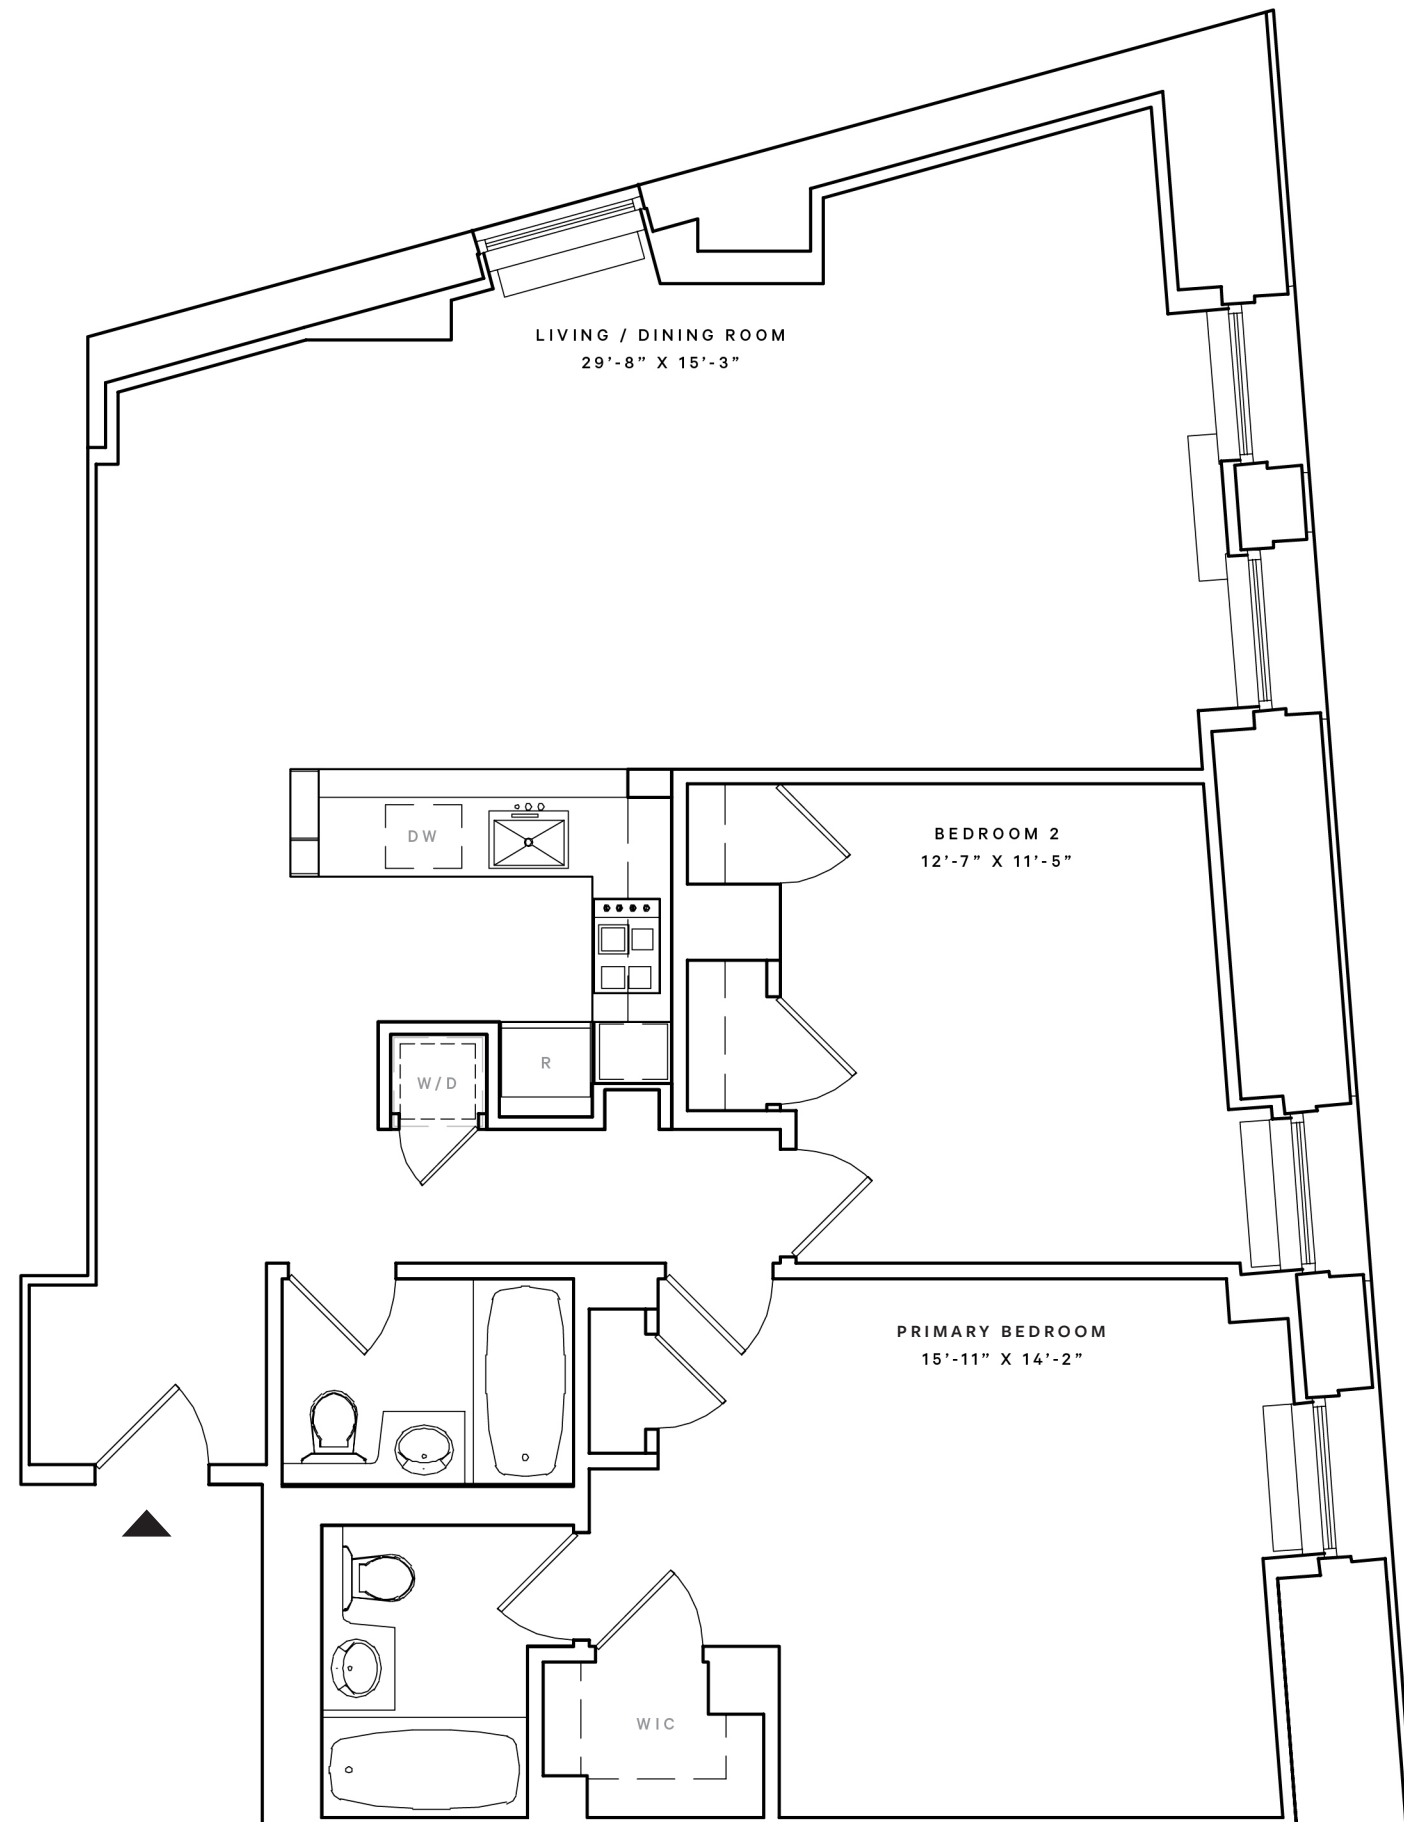 LIVING / DINING ROOM
29’-8” X 15’-3”
DW
BEDROOM 2
12’-7” X 11’-5”
R
W/D
PRIMARY BEDROOM
15’-11” X 14’-2”
WIC